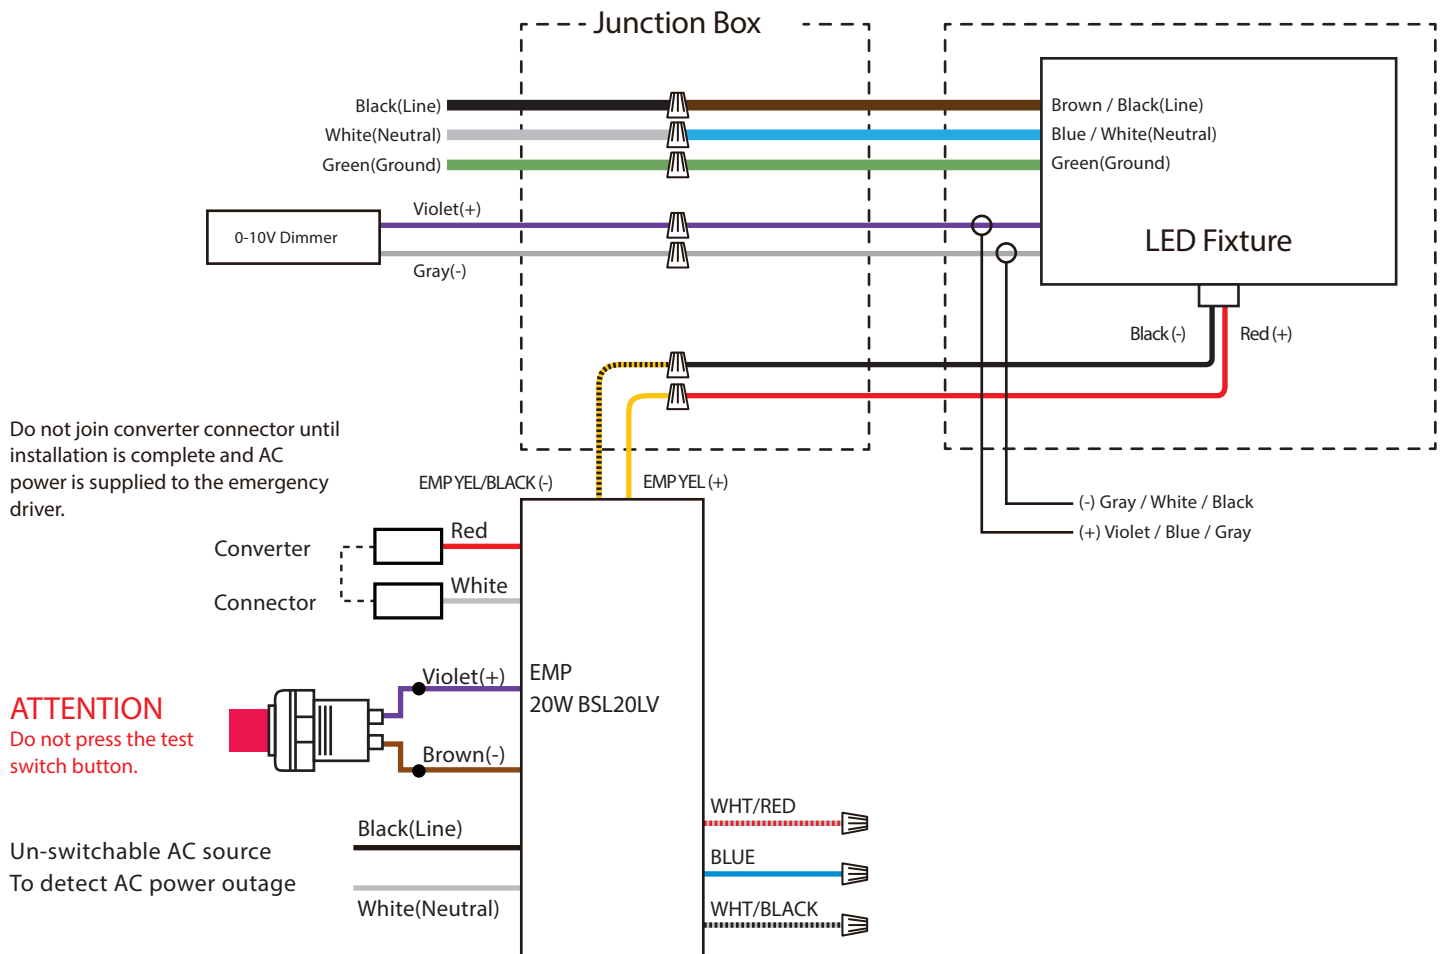 Junction Box
Black(Line)
White(Neutral)
Green(Ground)
Brown / Black(Line)
Blue / White(Neutral)
Green(Ground)
Violet(+)
0-10V Dimmer
Gray(-)
LED Fixture
Black (-)
Red (+)
Do not join converter connector until
installation is complete and AC
power is supplied to the emergency
driver.
EMP YEL/BLACK (-)
EMP YEL (+)
(-) Gray / White / Black
(+) Violet / Blue / Gray
Converter
Red
Connector
White
ATTENTION
Do not press the test
switch button.
Violet(+)
Brown(-)
EMP
20W BSL20LV
Un-switchable AC source
To detect AC power outage
Black(Line)
White(Neutral)
WHT/RED
BLUE
WHT/BLACK